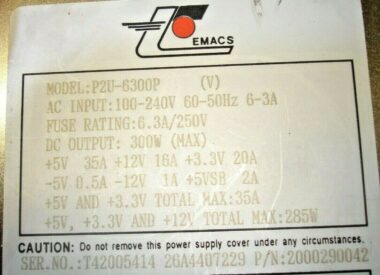 EMACS
MODEL:P2U-6300P (V)
AC INPUT:100-240V 60-50Hz 6-3A
FUSE RATING:6.3A/250V
DC OUTPUT: 300W (MAX)
+5V 35A +12V 16A +3.3V 20A
-5V 0.5A -12V 1A +5VSB 2A
+5V AND +3.3V TOTAL MAX:35A
+5V, +3.3V AND +12V TOTAL MAX:285W
CAUTION: Do not remove this power supply cover under any circumstances.
SER.NO.:T42005414 26A4407229 P/N:2000290042